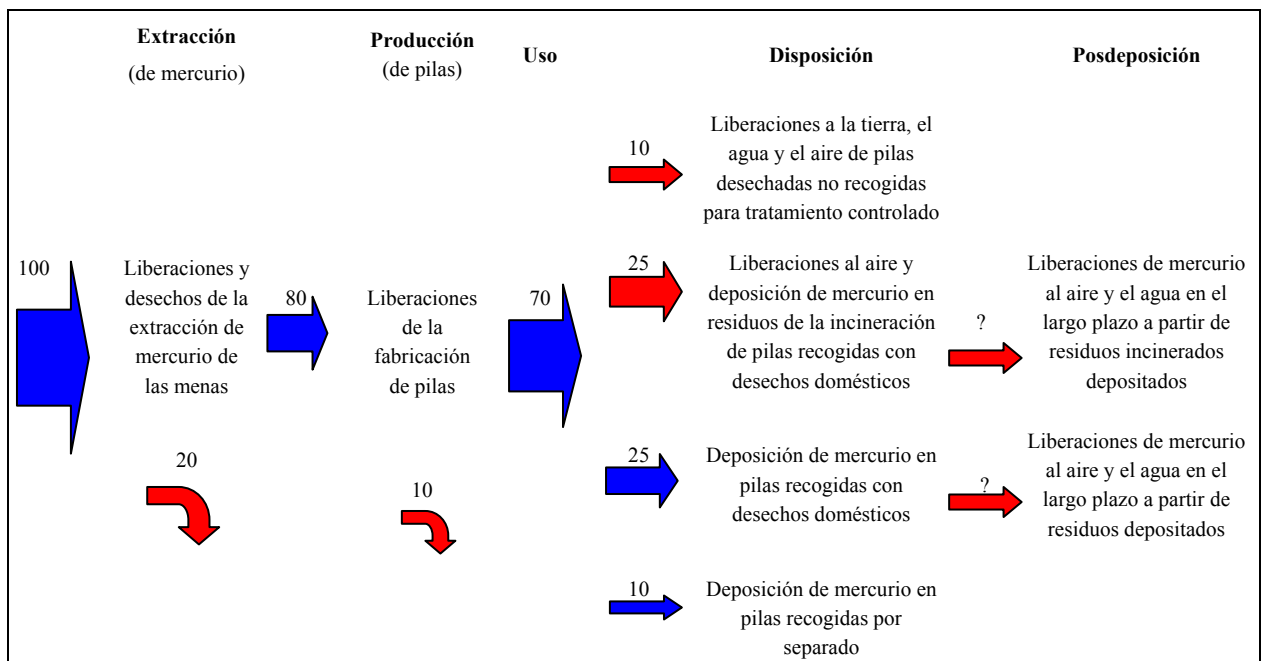 Extracción
(de mercurio)
Producción
(de pilas)
Uso
Disposición
Posdeposición
10
Liberaciones a la tierra, el
agua y el aire de pilas
desechadas no recogidas
para tratamiento controlado
100
Liberaciones y
desechos de la
extracción de
mercurio de
las menas
80
Liberaciones
de la
fabricación
de pilas
70
25
Liberaciones al aire y
deposición de mercurio en
residuos de la incineración
de pilas recogidas con
desechos domésticos
?
Liberaciones de mercurio
al aire y el agua en el
largo plazo a partir de
residuos incinerados
depositados
20
10
25
Deposición de mercurio en
pilas recogidas con
desechos domésticos
?
Liberaciones de mercurio
al aire y el agua en el
largo plazo a partir de
residuos depositados
10
Deposición de mercurio en
pilas recogidas por
separado